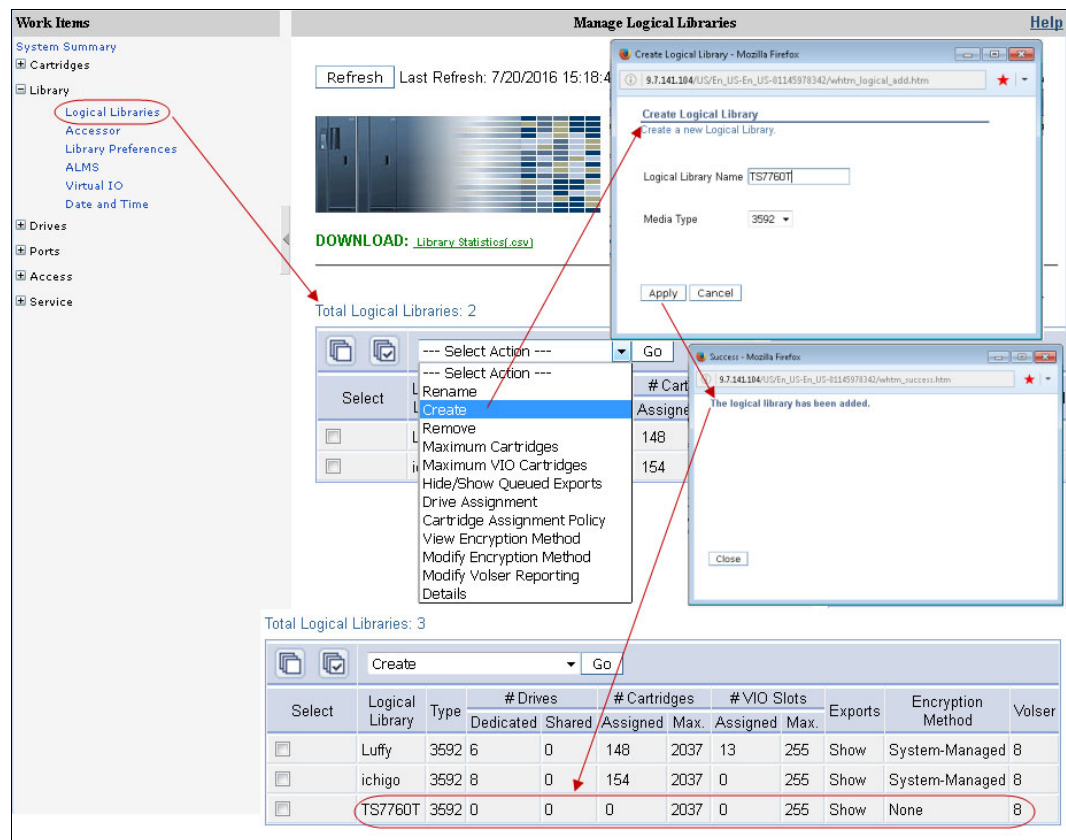 Work Items
Manage Logical Libraries
Help
System Summary
Cartridges
Library
Logical Libraries
Accessor
Library Preferences
ALMS
Virtual IO
Date and Time
Drives
Ports
Access
Service
Refresh Last Refresh: 7/20/2016 15:18:4
DOWNLOAD: Library Statistics(.csv)
Create Logical Library - Mozilla Firefox
9.7.141.104/US/En_US-En_US-01145978342/whtm_logical_add.htm
Create Logical Library
Create a new Logical Library.
Logical Library Name TS7760T
Media Type 3592
Apply Cancel
Total Logical Libraries: 2
--- Select Action --- Go
--- Select Action ---
Rename
Create
Remove
Maximum Cartridges
Maximum VIO Cartridges
Hide/Show Queued Exports
Drive Assignment
Cartridge Assignment Policy
View Encryption Method
Modify Encryption Method
Modify Volser Reporting
Details
Select
# Cart
Assigne
148
154
Success - Mozilla Firefox
9.7.141.104/US/En_US-En_US-01145978342/whtm_success.htm
The logical library has been added.
Close
Total Logical Libraries: 3
Create Go
Select Logical Library Type # Drives # Cartridges # VIO Slots Exports Encryption Method Volser
Dedicated Shared Assigned Max. Assigned Max.
Luffy 3592 6 0 148 2037 13 255 Show System-Managed 8
ichigo 3592 8 0 154 2037 0 255 Show System-Managed 8
TS7760T 3592 0 0 0 2037 0 255 Show None 8